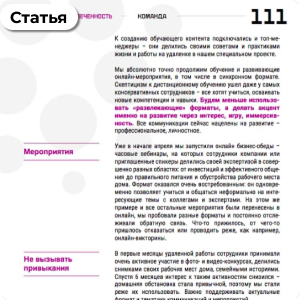 Статья
ЕЧЕННОСТЬ
КОМАНДА
111
К созданию обучающего контента подключались и топ-ме-
неджеры – они делились своими советами и практиками
жизни и работы на удаленке в нашем специальном проекте.
Мы абсолютно точно продолжим обучение и развивающие
онлайн-мероприятия, в том числе в синхронном формате.
Скептицизм к дистанционному обучению ушел даже у самых
консервативных сотрудников – все хотят учиться, осваивать
новые компетенции и навыки. Будем меньше использо-
вать «развлекающие» форматы, а делать акцент
именно на развитие через интерес, игру, иммерсив-
ность. Все коммуникации сейчас нацелены на развитие –
профессиональное, личностное.
Мероприятия
Уже в начале апреля мы запустили онлайн бизнес-обеды –
часовые вебинары, на которых сотрудники компании или
приглашенные спикеры делились своей экспертизой в совершен-
но разных областях: от инвестиций и эффективного обще-
ния до правильного питания и обустройства рабочего места
дома. Формат оказался очень востребованным: он одновре-
менно позволяет учиться и общаться неформально на инте-
ресующие темы с коллегами и экспертами. На этом же
примере и все остальные мероприятия были перенесены в
онлайн, мы пробовали разные форматы и постоянно отсле-
живали обратную связь. Что-то прижилось, от чего-то
пришлось отказаться или проводить реже, как например,
онлайн-викторины.
Не вызывать
привыкания
В первые месяцы удаленной работы сотрудники принимали
очень активное участие в фото- и видео-конкурсах, делились
снимками своих рабочих мест дома, семейными историями.
Спустя 6 месяцев интерес к таким активностям снизился –
домашняя обстановка стала привычной, поэтому мы стали
реже их использовать. Важно поддерживать актуальные